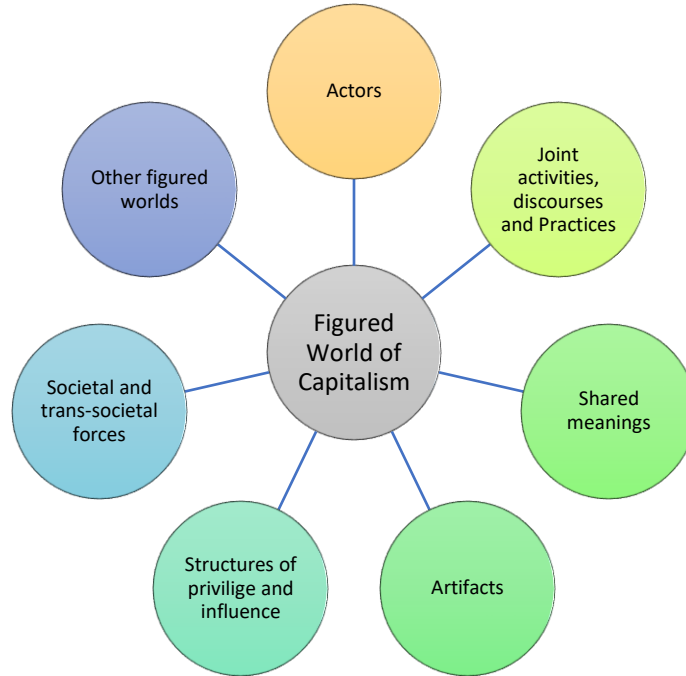 Actors
Joint
activities,
discourses
and Practices
Shared
meanings
Artifacts
Structures of
privilige and
influence
Societal and
trans-societal
forces
Other figured
worlds
Figured
World of
Capitalism